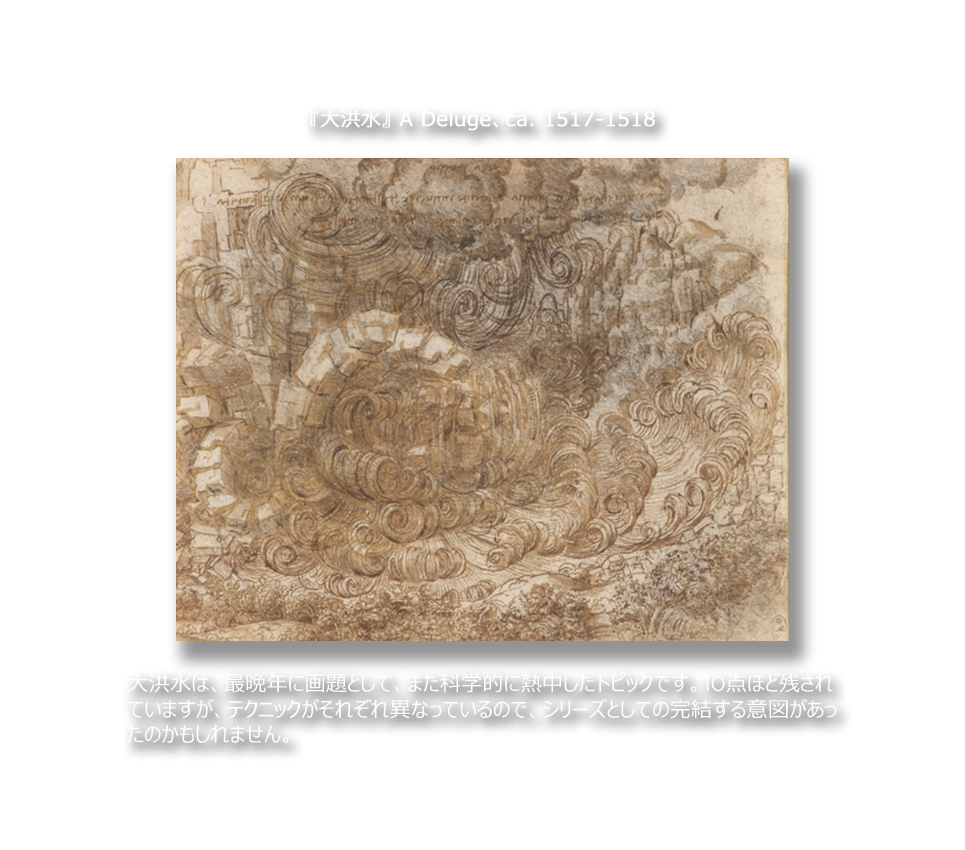 『大洪水』 A Deluge、ca. 1517-1518
大洪水は、最晩年に画題として、また科学的に熱中したトピックです。10点ほど残され
ていますが、テクニックがそれぞれ異なっているので、シリーズとしての完結する意図があっ
たのかもしれません。